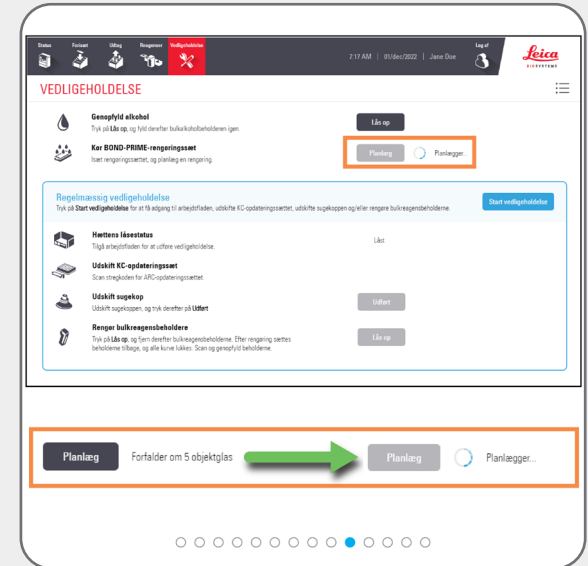 Status Forisæt Udtag Reagenser Vedligeholdelse
2:17 AM | 01/dec/2022 | Jane Doe
Log af
Leica
BIOSYSTEMS
VEDLIGEHOLDELSE
Genopfyld alkohol
Tryk på Lås op, og fyld derefter bulkalkoholbeholderen igen.
Lås op
Kør BOND-PRIME-rengøringssæt
Isæt rengøringssættet, og planlæg en rengøring.
Planlæg Planlægger...
Regelmæssig vedligeholdelse
Tryk på Start vedligeholdelse for at få adgang til arbejdsfladen, udskifte KC-opdateringssættet, udskifte sugekoppen og/eller rengøre bulkreagensbeholderne.
Start vedligeholdelse
Hættens låsestatus
Tilgå arbejdsfladen for at udføre vedligeholdelse.
Låst
Udskift KC-opdateringssæt
Scan stregkoden for ARC-opdateringssættet.
Udskift sugekop
Udskift sugekoppen, og tryk derefter på Udført
Udført
Rengør bulkreagensbeholdere
Tryk på Lås op, og fjern derefter bulkreagensbeholderne. Efter rengøring sættes
beholderne tilbage, og alle kurve lukkes. Scan og genopfyld beholderne.
Lås op
Planlæg Forfalder om 5 objektglas Planlæg Planlægger...